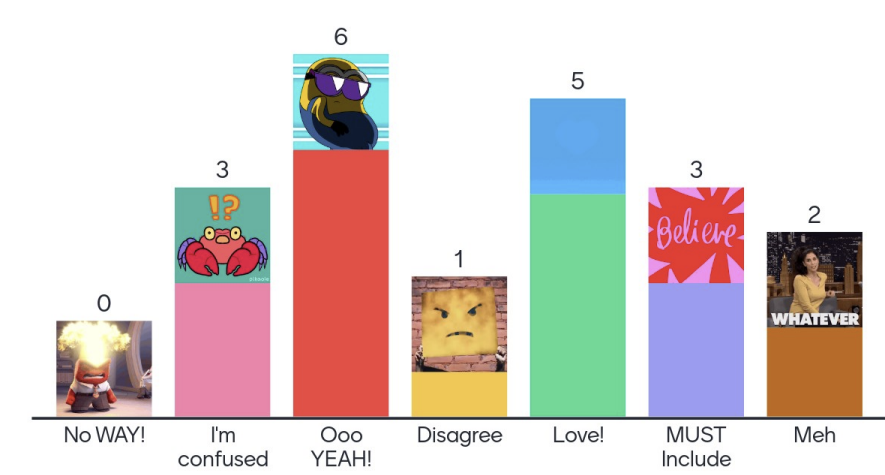 6
5
3
3
!?
Believe
2
1
0
WHATEVER
No WAY!
I'm
confused
Ooo
YEAH!
Disagree
Love!
MUST
Include
Meh